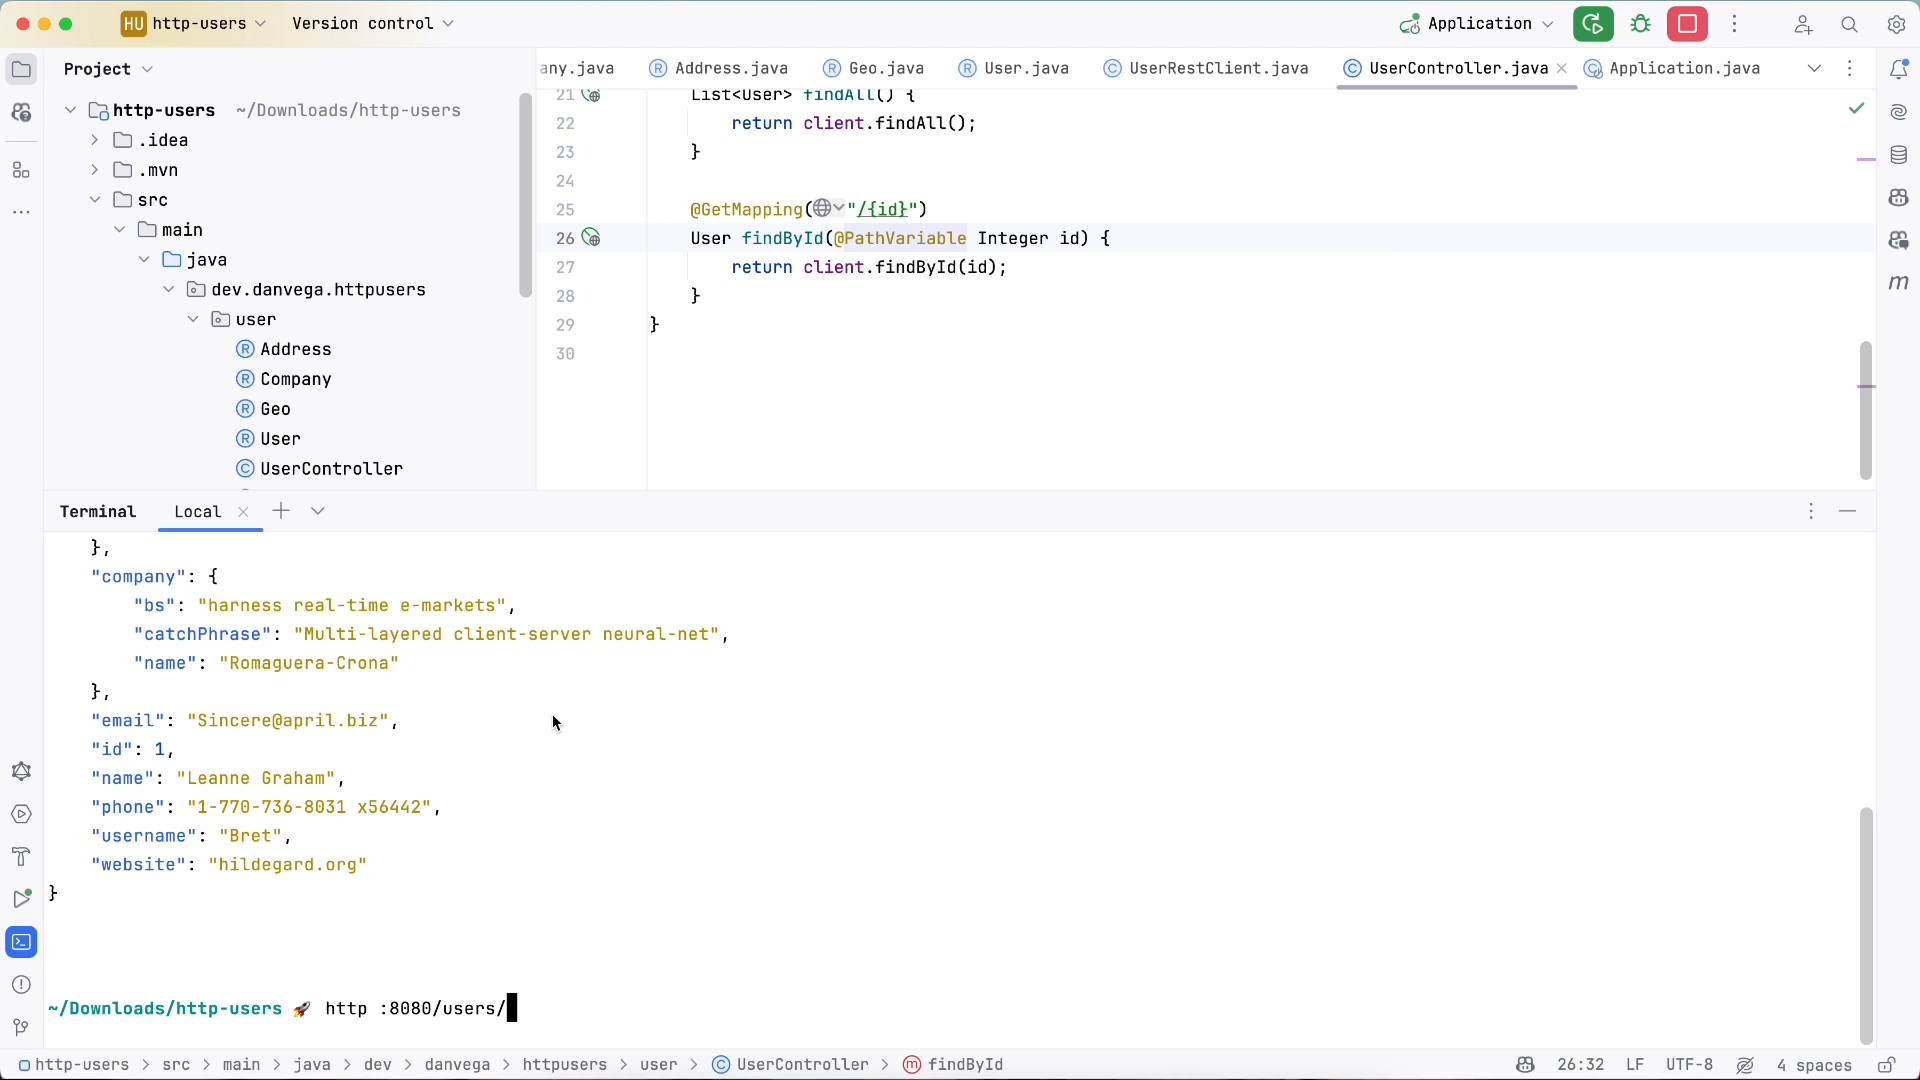 HU http-users
Version control
Application
Project
http-users ~/Downloads/http-users
.idea
.mvn
src
main
java
dev.danvega.httpusers
user
R Address
R Company
R Geo
R User
C UserController
any.java
R Address.java
R Geo.java
R User.java
C UserRestClient.java
C UserController.java
C Application.java
21 List<User> findAll() {
22 return client.findAll();
23 }
24
25 @GetMapping("/{id}")
26 User findById(@PathVariable Integer id) {
27 return client.findById(id);
28 }
29 }
30
m
Terminal
Local
},
"company": {
"bs": "harness real-time e-markets",
"catchPhrase": "Multi-layered client-server neural-net",
"name": "Romaguera-Crona"
},
"email": "Sincere@april.biz",
"id": 1,
"name": "Leanne Graham",
"phone": "1-770-736-8031 x56442",
"username": "Bret",
"website": "hildegard.org"
}
~/Downloads/http-users 🚀 http :8080/users/
http-users > src > main > java > dev > danvega > httpusers > user > C UserController > m findById
26:32 LF UTF-8 4 spaces